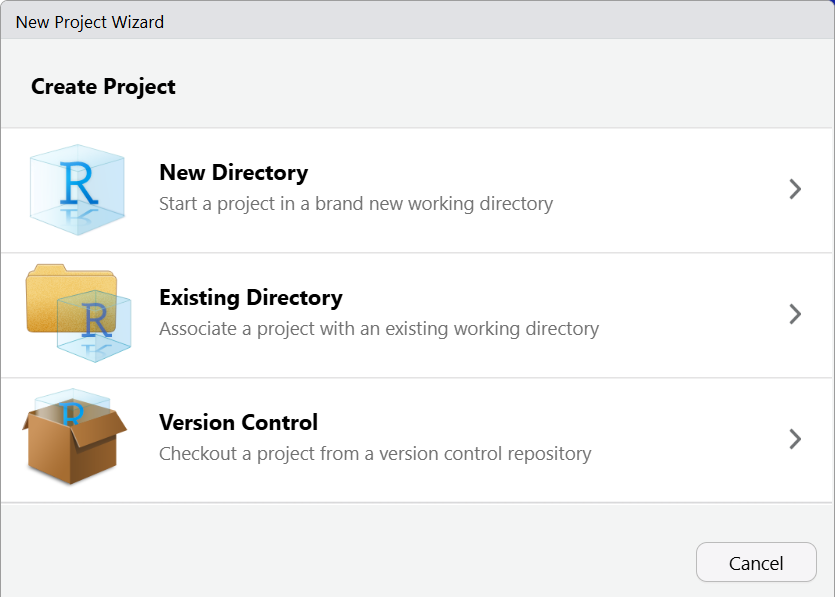 New Project Wizard
Create Project
R
New Directory
Start a project in a brand new working directory
R
Existing Directory
Associate a project with an existing working directory
R
Version Control
Checkout a project from a version control repository
Cancel